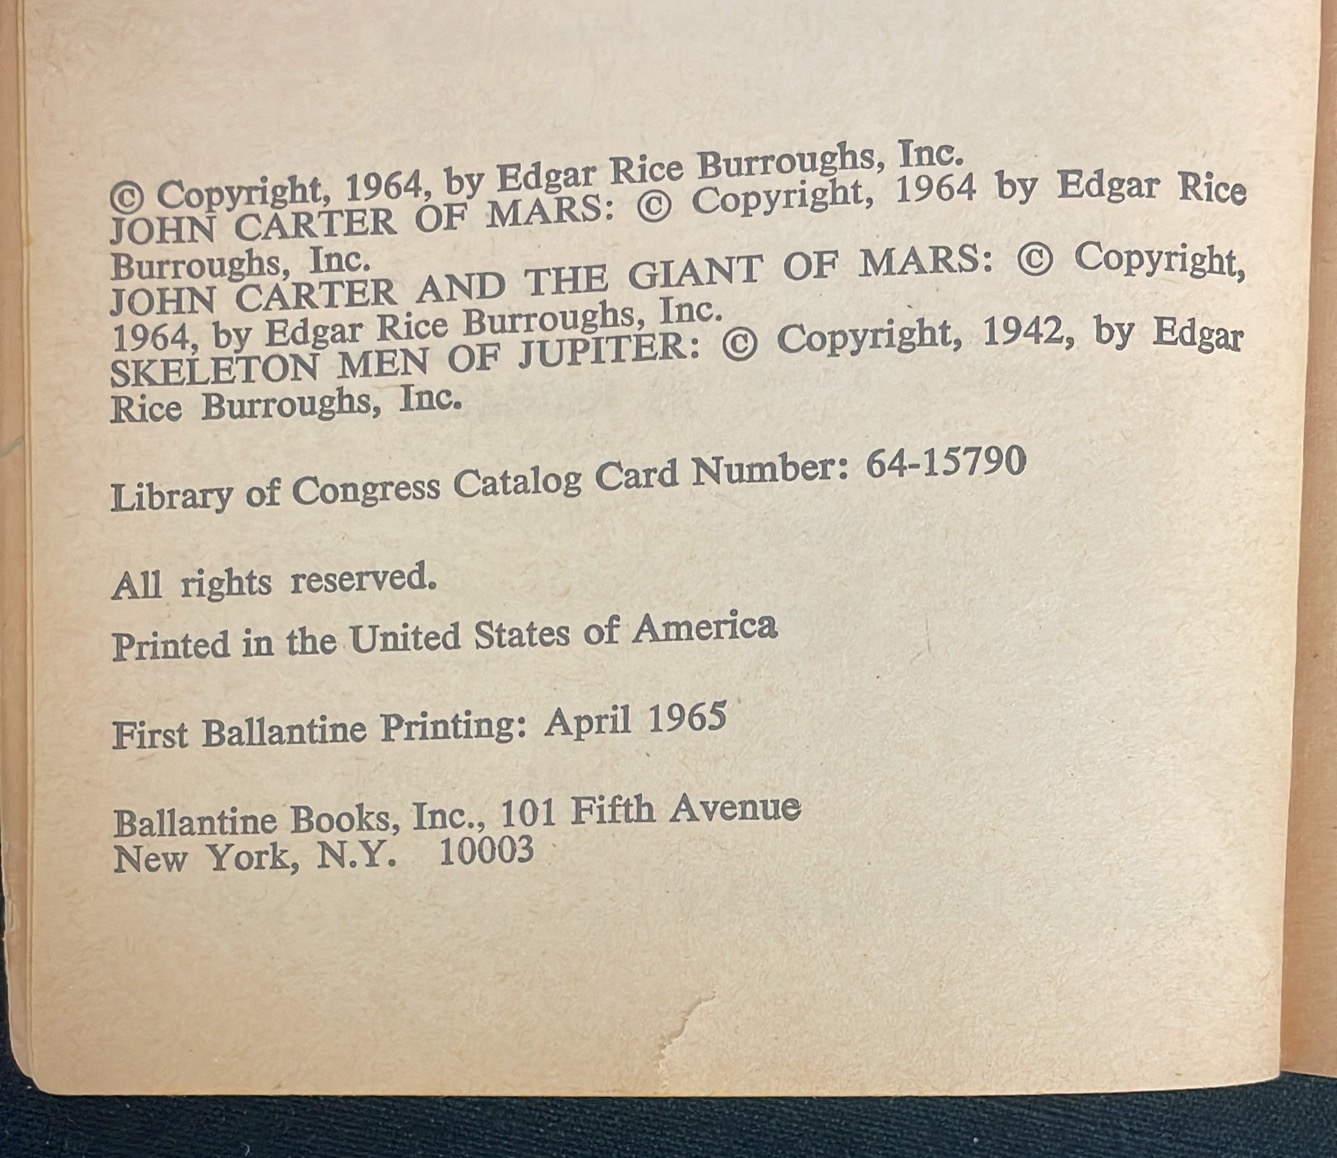 © Copyright, 1964, by Edgar Rice Burroughs, Inc.
JOHN CARTER OF MARS: © Copyright, 1964 by Edgar Rice
Burroughs, Inc.
JOHN CARTER AND THE GIANT OF MARS: © Copyright,
1964, by Edgar Rice Burroughs, Inc.
SKELETON MEN OF JUPITER: © Copyright, 1942, by Edgar
Rice Burroughs, Inc.
Library of Congress Catalog Card Number: 64-15790
All rights reserved.
Printed in the United States of America
First Ballantine Printing: April 1965
Ballantine Books, Inc., 101 Fifth Avenue
New York, N.Y. 10003